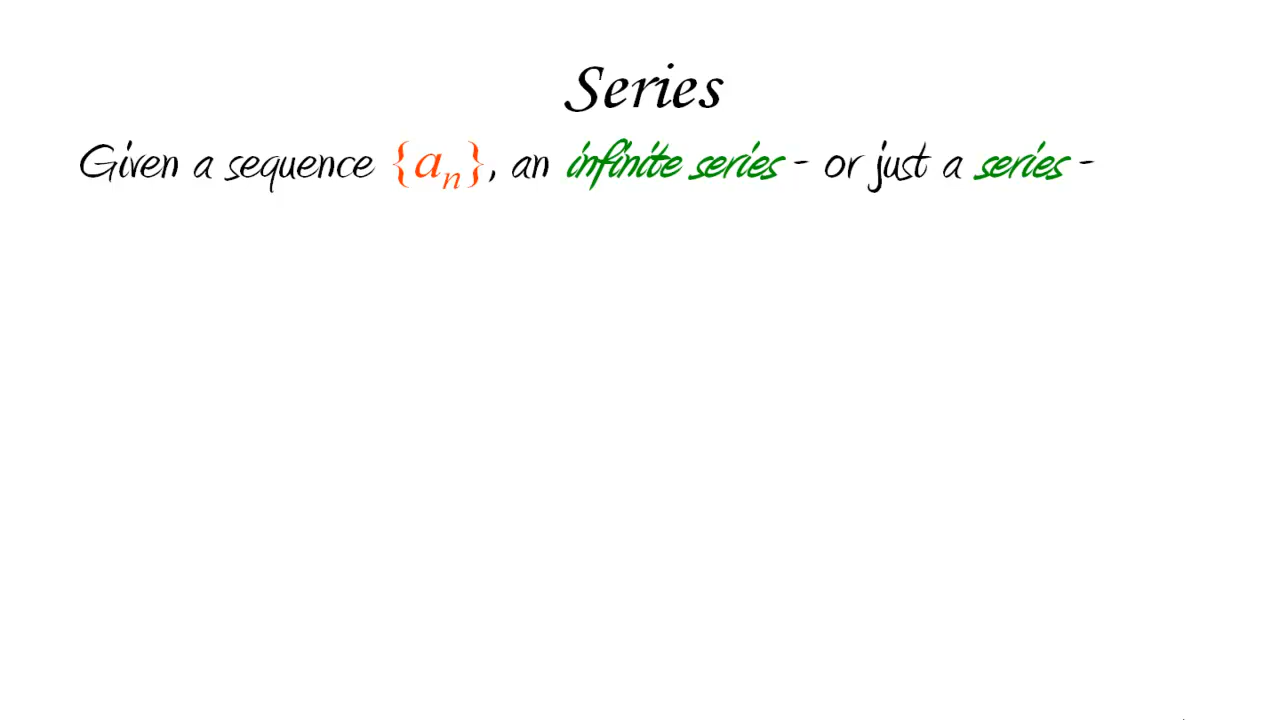 Series
Given a sequence {aₙ}, an infinite series - or just a series -